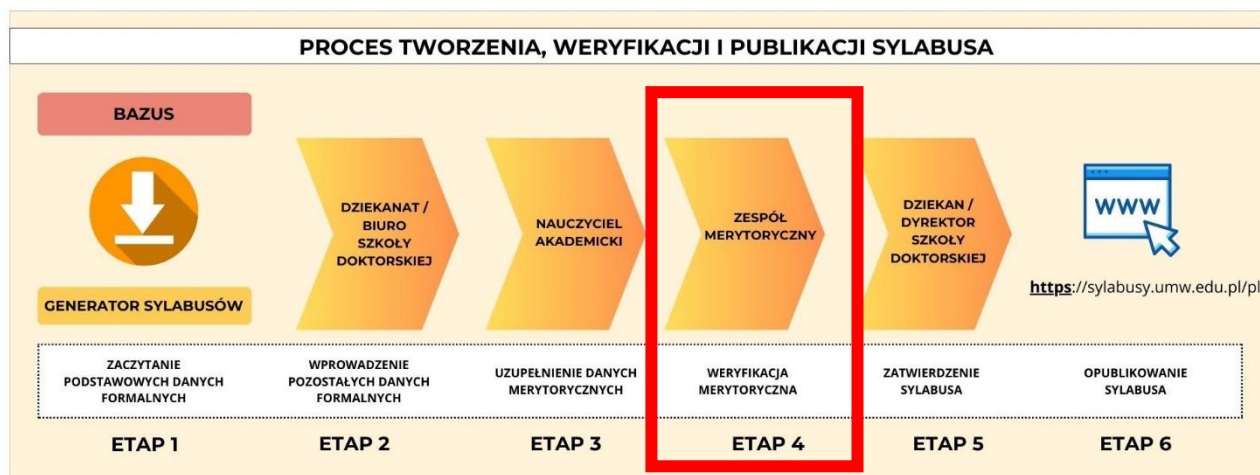 PROCES TWORZENIA, WERYFIKACJI I PUBLIKACJI SYLABUSA
BAZUS
GENERATOR SYLABUSÓW
DZIEKANAT /
BIURO
SZKOŁY
DOKTORSKIEJ
NAUCZYCIEL
AKADEMICKI
ZESPÓŁ
MERYTORYCZNY
DZIEKAN /
DYREKTOR
SZKOŁY
DOKTORSKIEJ
WWW
https://sylabusy.umw.edu.pl/pl
ZACZYTANIE
PODSTAWOWYCH DANYCH
FORMALNYCH
WPROWADZENIE
POZOSTAŁYCH DANYCH
FORMALNYCH
UZUPEŁNIENIE DANYCH
MERYTORYCZNYCH
WERYFIKACJA
MERYTORYCZNA
ZATWIERDZENIE
SYLABUSA
OPUBLIKOWANIE
SYLABUSA
ETAP 1
ETAP 2
ETAP 3
ETAP 4
ETAP 5
ETAP 6